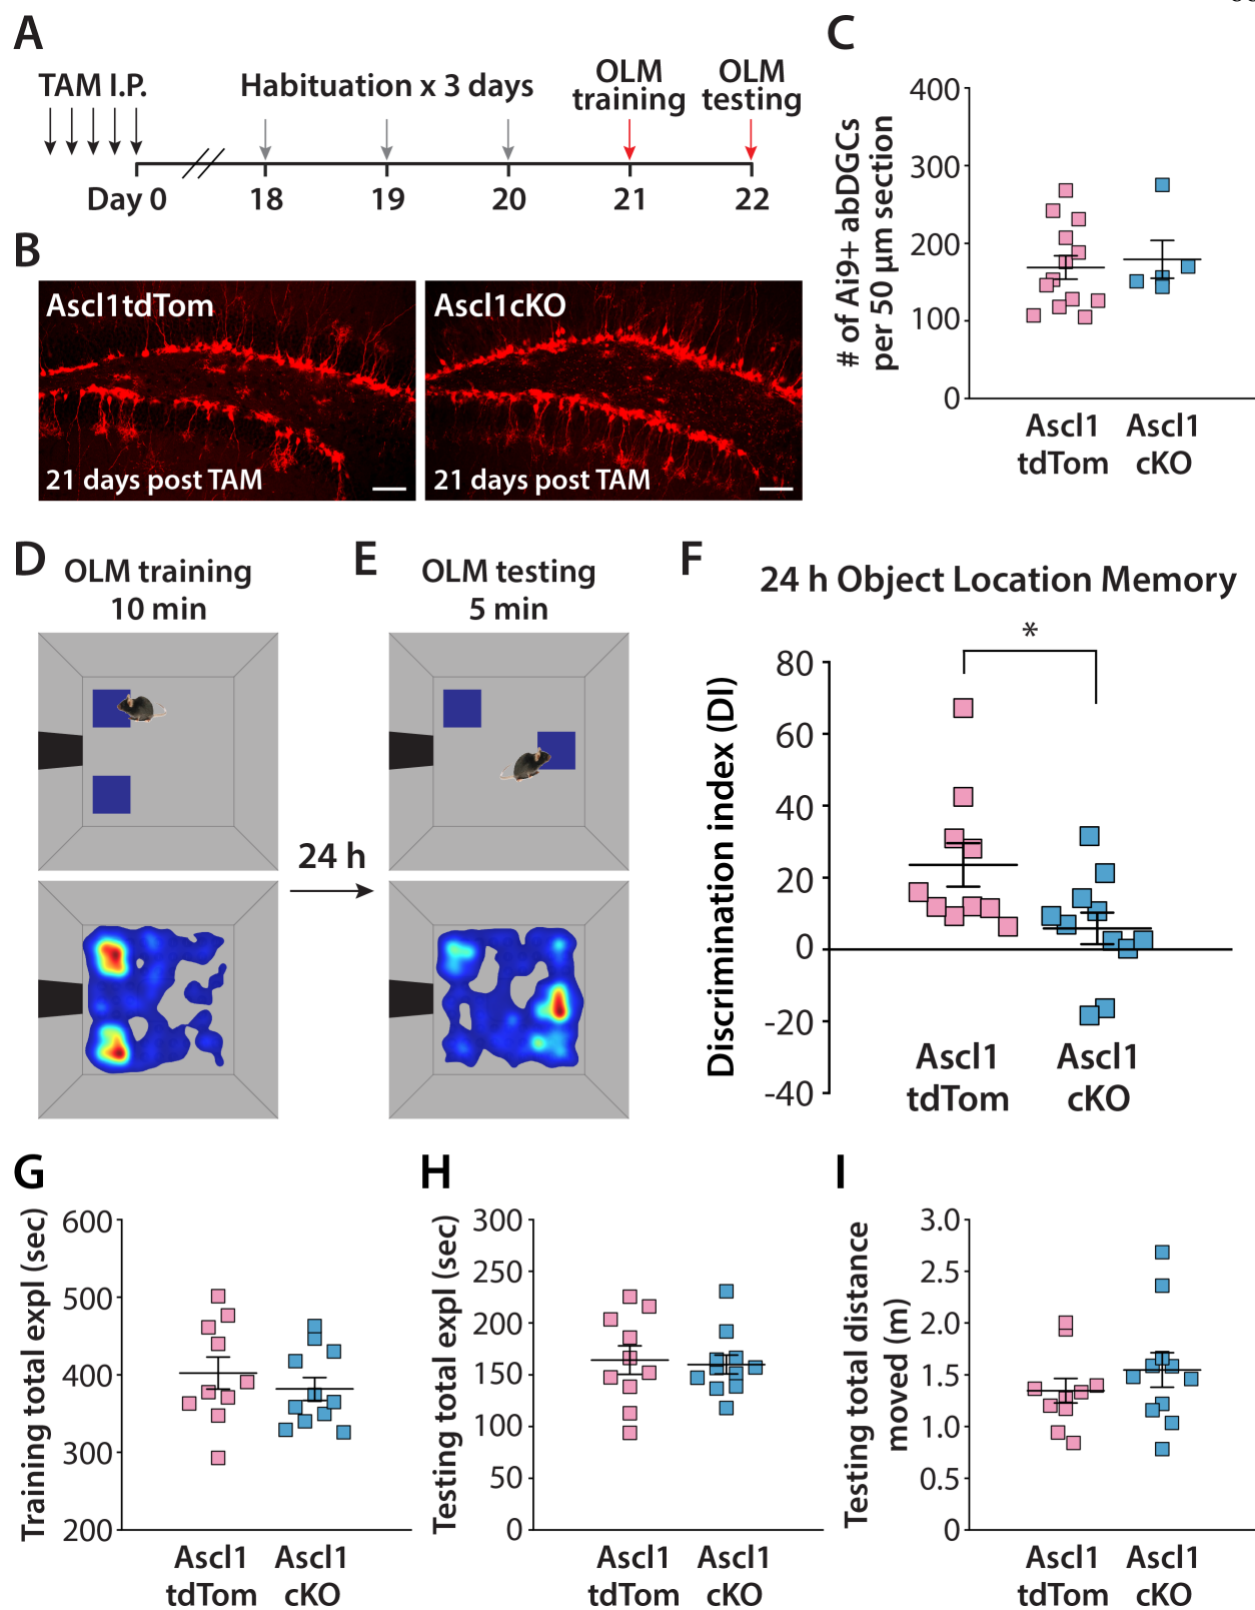 A
TAM I.P.
Habituation x 3 days
OLM
training
OLM
testing
Day 0
18
19
20
21
22
B
Ascl1tdTom
21 days post TAM
Ascl1cKO
21 days post TAM
C
# of Ai9+ abDGCs
per 50 µm section
400
300
200
100
0
Ascl1
tdTom
Ascl1
cKO
D
OLM training
10 min
24 h
E
OLM testing
5 min
F
24 h Object Location Memory
*
Discrimination index (DI)
80
60
40
20
0
-20
-40
Ascl1
tdTom
Ascl1
cKO
G
Training total expl (sec)
600
500
400
300
200
Ascl1
tdTom
Ascl1
cKO
H
Testing total expl (sec)
300
250
200
150
100
50
0
Ascl1
tdTom
Ascl1
cKO
I
Testing total distance
moved (m)
3.0
2.5
2.0
1.5
1.0
0.5
0
Ascl1
tdTom
Ascl1
cKO